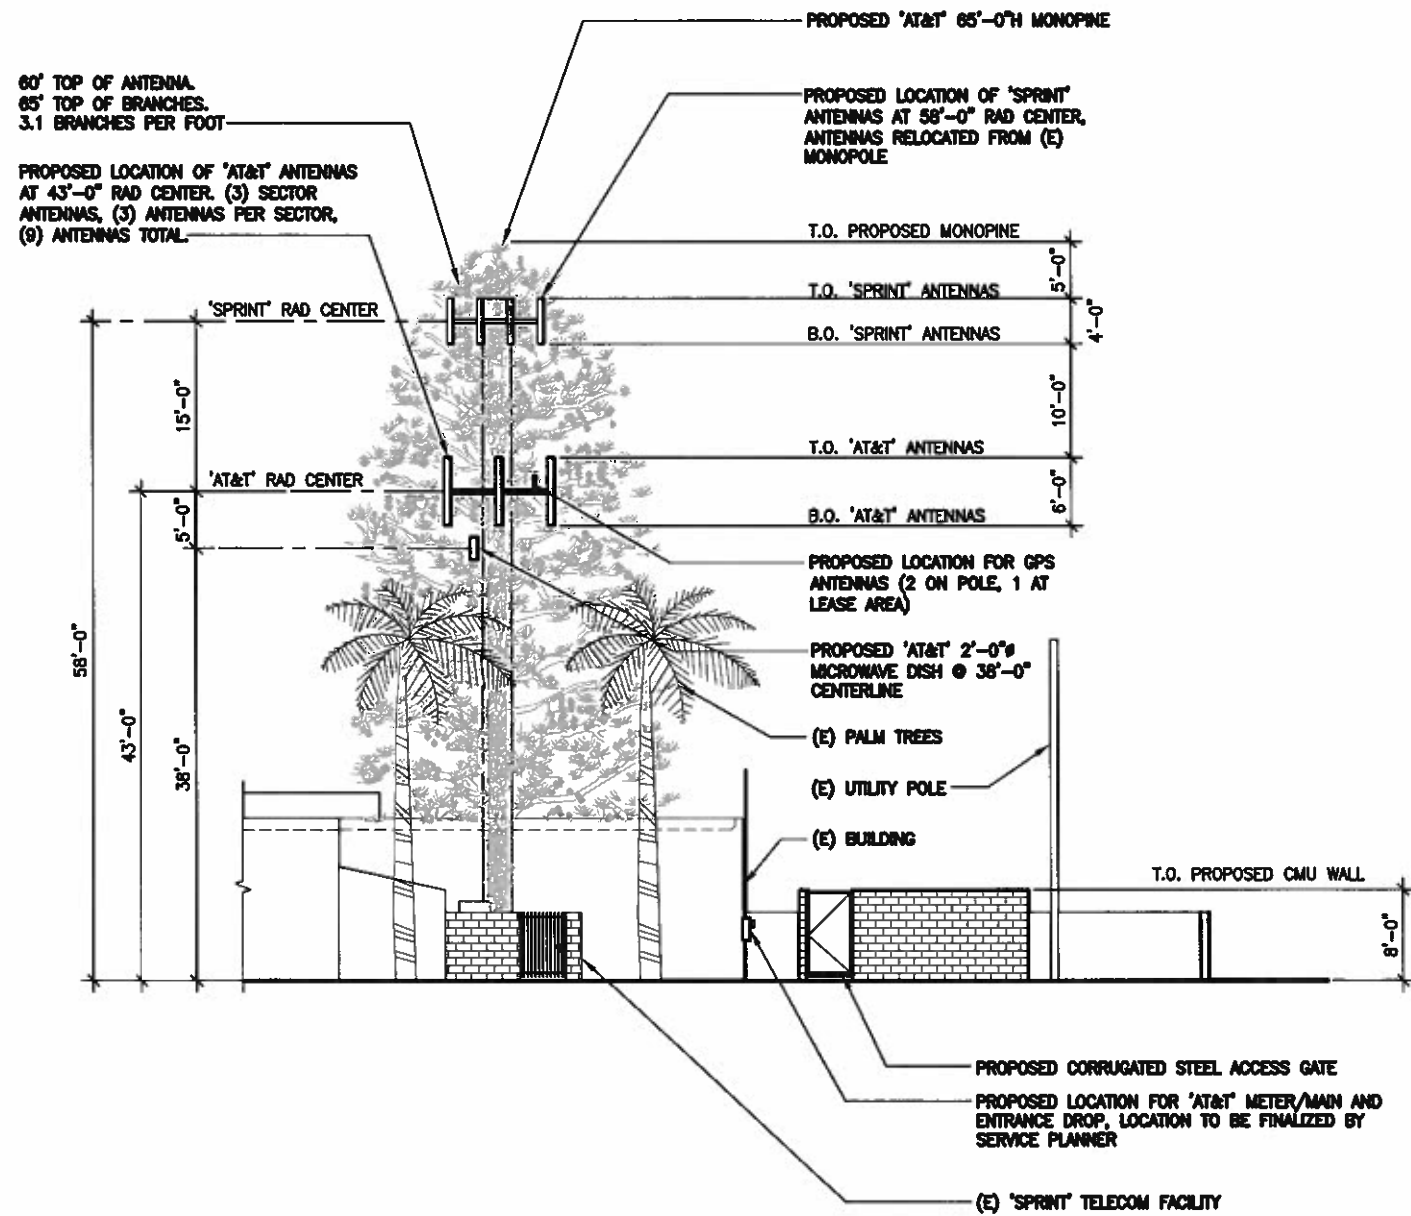 PROPOSED 'AT&T' 65'-0"H MONOPINE
60' TOP OF ANTENNA.
65' TOP OF BRANCHES.
3.1 BRANCHES PER FOOT
PROPOSED LOCATION OF 'SPRINT'
ANTENNAS AT 58'-0" RAD CENTER,
ANTENNAS RELOCATED FROM (E)
MONOPOLE
PROPOSED LOCATION OF 'AT&T' ANTENNAS
AT 43'-0" RAD CENTER. (3) SECTOR
ANTENNAS, (3) ANTENNAS PER SECTOR,
(9) ANTENNAS TOTAL.
T.O. PROPOSED MONOPINE
5'-0"
T.O. 'SPRINT' ANTENNAS
4'-0"
'SPRINT' RAD CENTER
B.O. 'SPRINT' ANTENNAS
15'-0"
10'-0"
T.O. 'AT&T' ANTENNAS
'AT&T' RAD CENTER
6'-0"
B.O. 'AT&T' ANTENNAS
5'-0"
PROPOSED LOCATION FOR GPS
ANTENNAS (2 ON POLE, 1 AT
LEASE AREA)
58'-0"
PROPOSED 'AT&T' 2'-0"ø
MICROWAVE DISH @ 38'-0"
CENTERLINE
43'-0"
38'-0"
(E) PALM TREES
(E) UTILITY POLE
(E) BUILDING
T.O. PROPOSED CMU WALL
8'-0"
PROPOSED CORRUGATED STEEL ACCESS GATE
PROPOSED LOCATION FOR 'AT&T' METER/MAIN AND
ENTRANCE DROP, LOCATION TO BE FINALIZED BY
SERVICE PLANNER
(E) 'SPRINT' TELECOM FACILITY